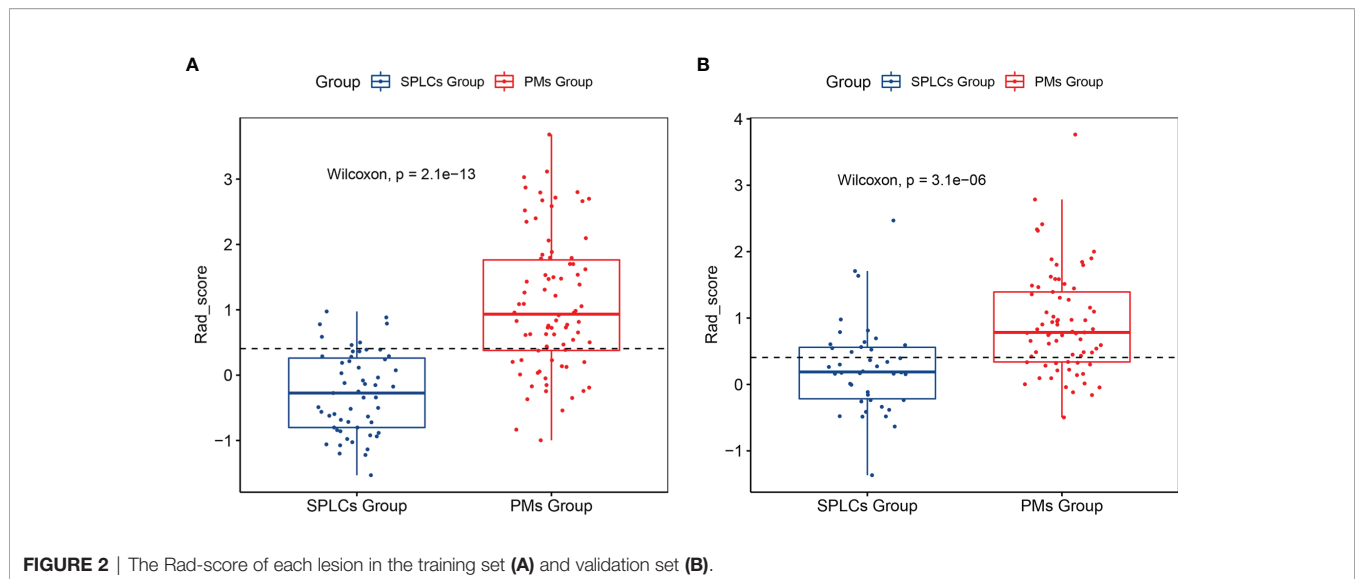 A
Group SPLCs Group PMs Group
Wilcoxon, p = 2.1e−13
Rad_score
3
2
1
0
−1
SPLCs Group PMs Group
B
Group SPLCs Group PMs Group
Wilcoxon, p = 3.1e−06
Rad_score
4
3
2
1
0
−1
SPLCs Group PMs Group
FIGURE 2 | The Rad-score of each lesion in the training set (A) and validation set (B).